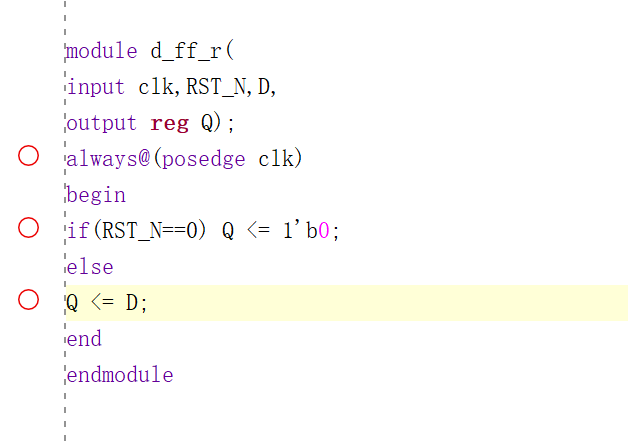 module d_ff_r(
input clk,RST_N,D,
output reg Q);
always@(posedge clk)
begin
if(RST_N==0) Q <= 1'b0;
else
Q <= D;
end
endmodule